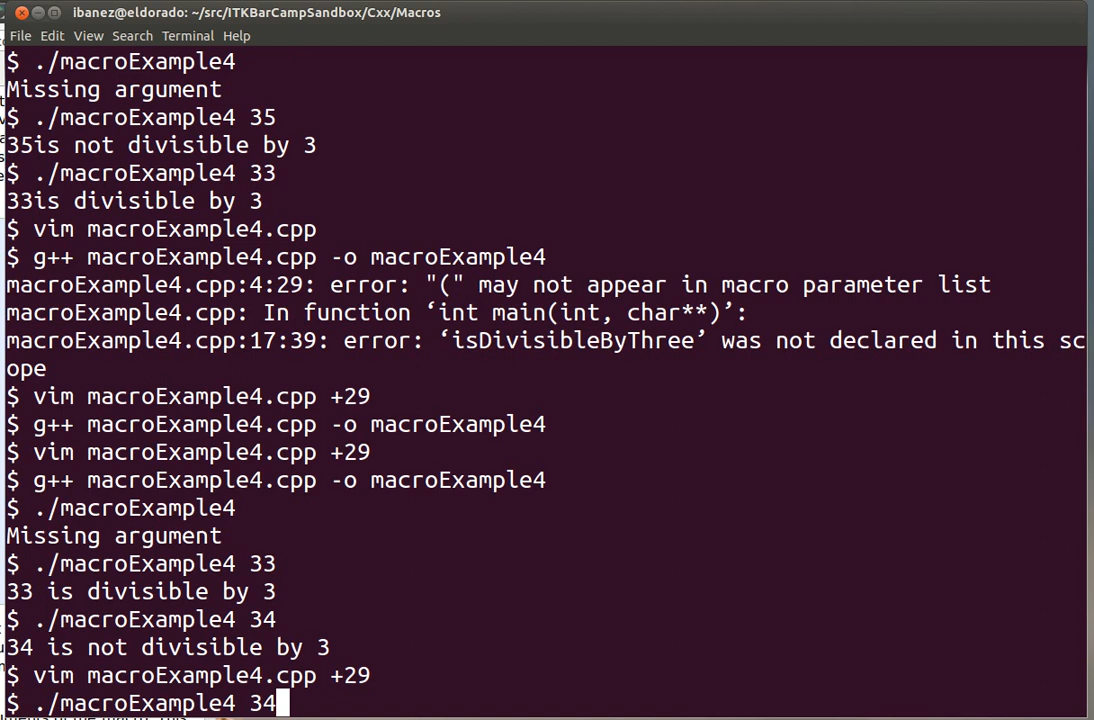 ibanez@eldorado: ~/src/ITKBarCampSandbox/Cxx/Macros
File Edit View Search Terminal Help
$ ./macroExample4
Missing argument
$ ./macroExample4 35
35is not divisible by 3
$ ./macroExample4 33
33is divisible by 3
$ vim macroExample4.cpp
$ g++ macroExample4.cpp -o macroExample4
macroExample4.cpp:4:29: error: "(" may not appear in macro parameter list
macroExample4.cpp: In function ‘int main(int, char**)’:
macroExample4.cpp:17:39: error: ‘isDivisibleByThree’ was not declared in this sc
ope
$ vim macroExample4.cpp +29
$ g++ macroExample4.cpp -o macroExample4
$ vim macroExample4.cpp +29
$ g++ macroExample4.cpp -o macroExample4
$ ./macroExample4
Missing argument
$ ./macroExample4 33
33 is divisible by 3
$ ./macroExample4 34
34 is not divisible by 3
$ vim macroExample4.cpp +29
$ ./macroExample4 34